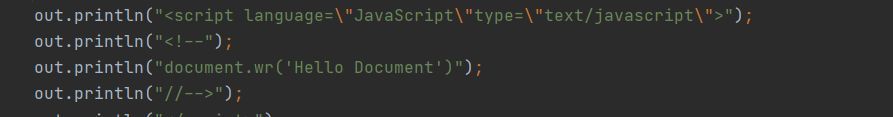 out.println("<script language=\"JavaScript\"type=\"text/javascript\">");
out.println("<!--");
out.println("document.wr('Hello Document')");
out.println("//-->");